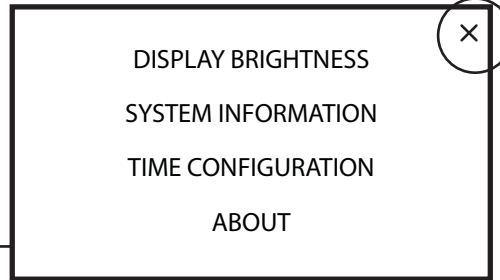 DISPLAY BRIGHTNESS
SYSTEM INFORMATION
TIME CONFIGURATION
ABOUT